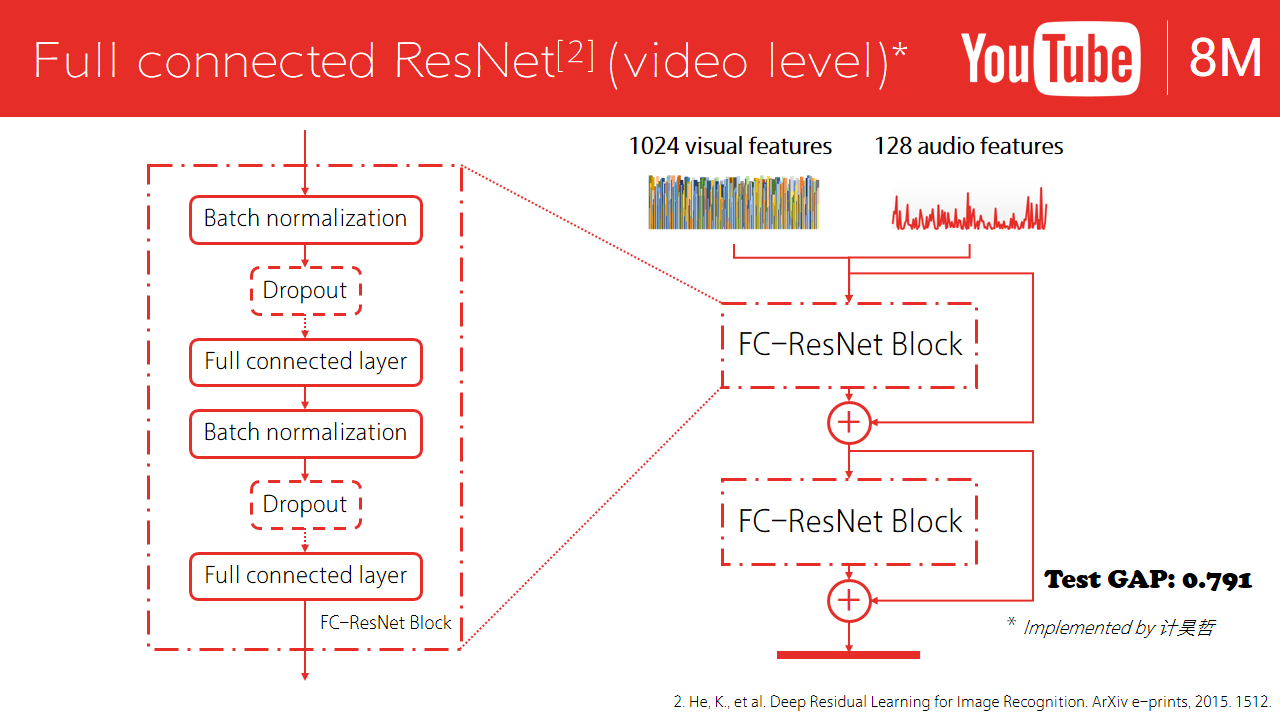 Full connected ResNet[2] (video level)*
YouTube 8M
Batch normalization
Dropout
Full connected layer
Batch normalization
Dropout
Full connected layer
FC-ResNet Block
1024 visual features
128 audio features
FC-ResNet Block
+
FC-ResNet Block
+
Test GAP: 0.791
* Implemented by 计昊哲
2. He, K., et al. Deep Residual Learning for Image Recognition. ArXiv e-prints, 2015. 1512.